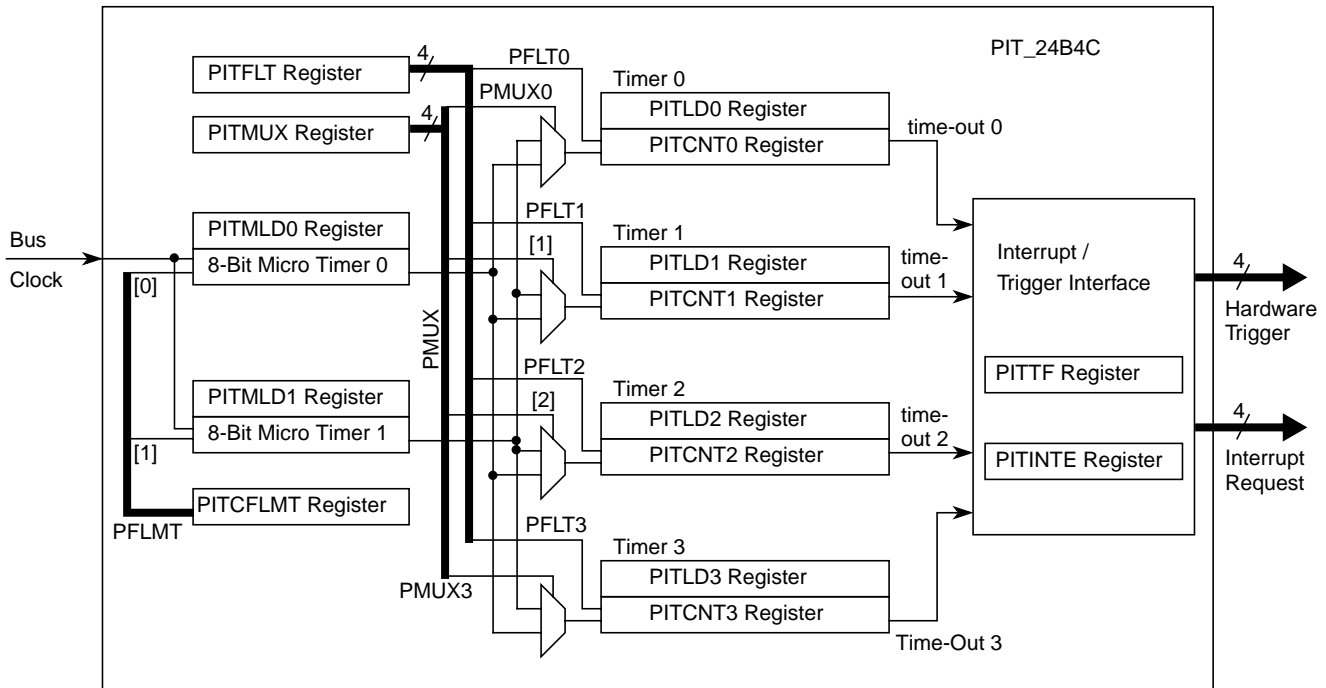 PIT_24B4C
PITFLT Register
4
PFLT0
Timer 0
PITLD0 Register
PITCNT0 Register
time-out 0
PITMUX Register
4
PMUX0
Bus
Clock
PITMLD0 Register
8-Bit Micro Timer 0
[0]
PFLT1
[1]
Timer 1
PITLD1 Register
PITCNT1 Register
time-
out 1
Interrupt /
Trigger Interface
4
Hardware
Trigger
PMUX
PITMLD1 Register
8-Bit Micro Timer 1
[1]
PFLT2
[2]
Timer 2
PITLD2 Register
PITCNT2 Register
time-
out 2
PITTF Register
PITINTE Register
4
Interrupt
Request
PITCFLMT Register
PFLMT
PFLT3
PMUX3
Timer 3
PITLD3 Register
PITCNT3 Register
Time-Out 3